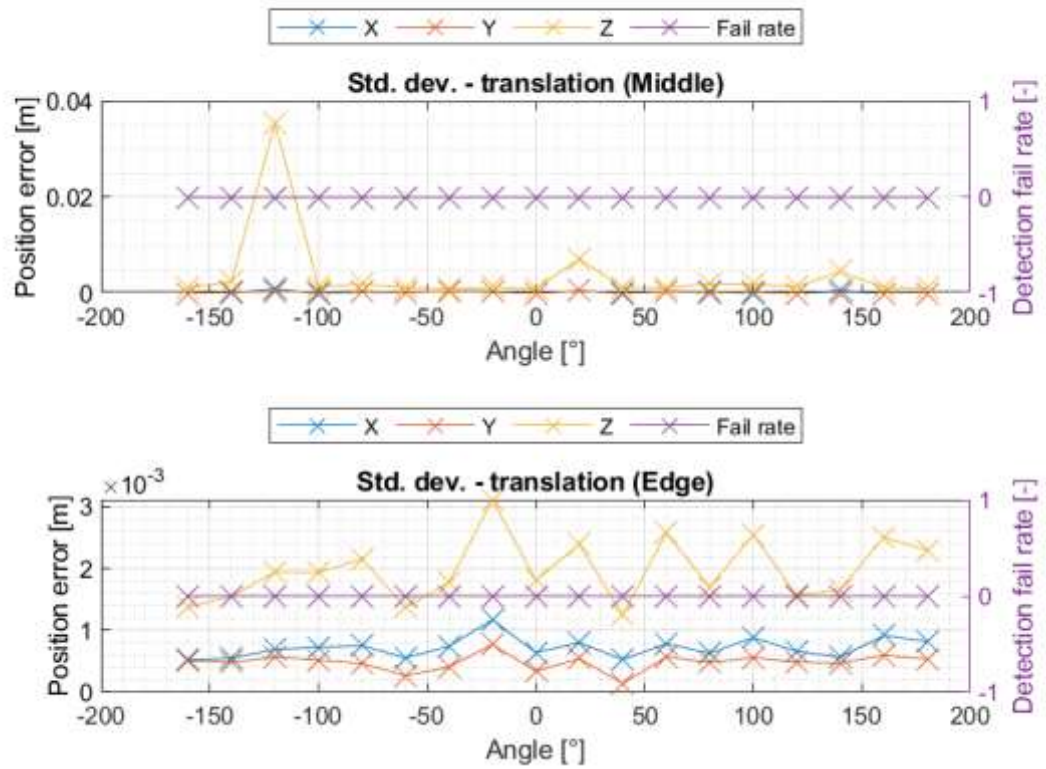 X Y Z Fail rate
Std. dev. - translation (Middle)
Position error [m]
0.04
0.02
0
Detection fail rate [-]
1
0
-1
-200 -150 -100 -50 0 50 100 150 200
Angle [°]
X Y Z Fail rate
×10-3
Std. dev. - translation (Edge)
Position error [m]
3
2
1
0
Detection fail rate [-]
1
0
-1
-200 -150 -100 -50 0 50 100 150 200
Angle [°]